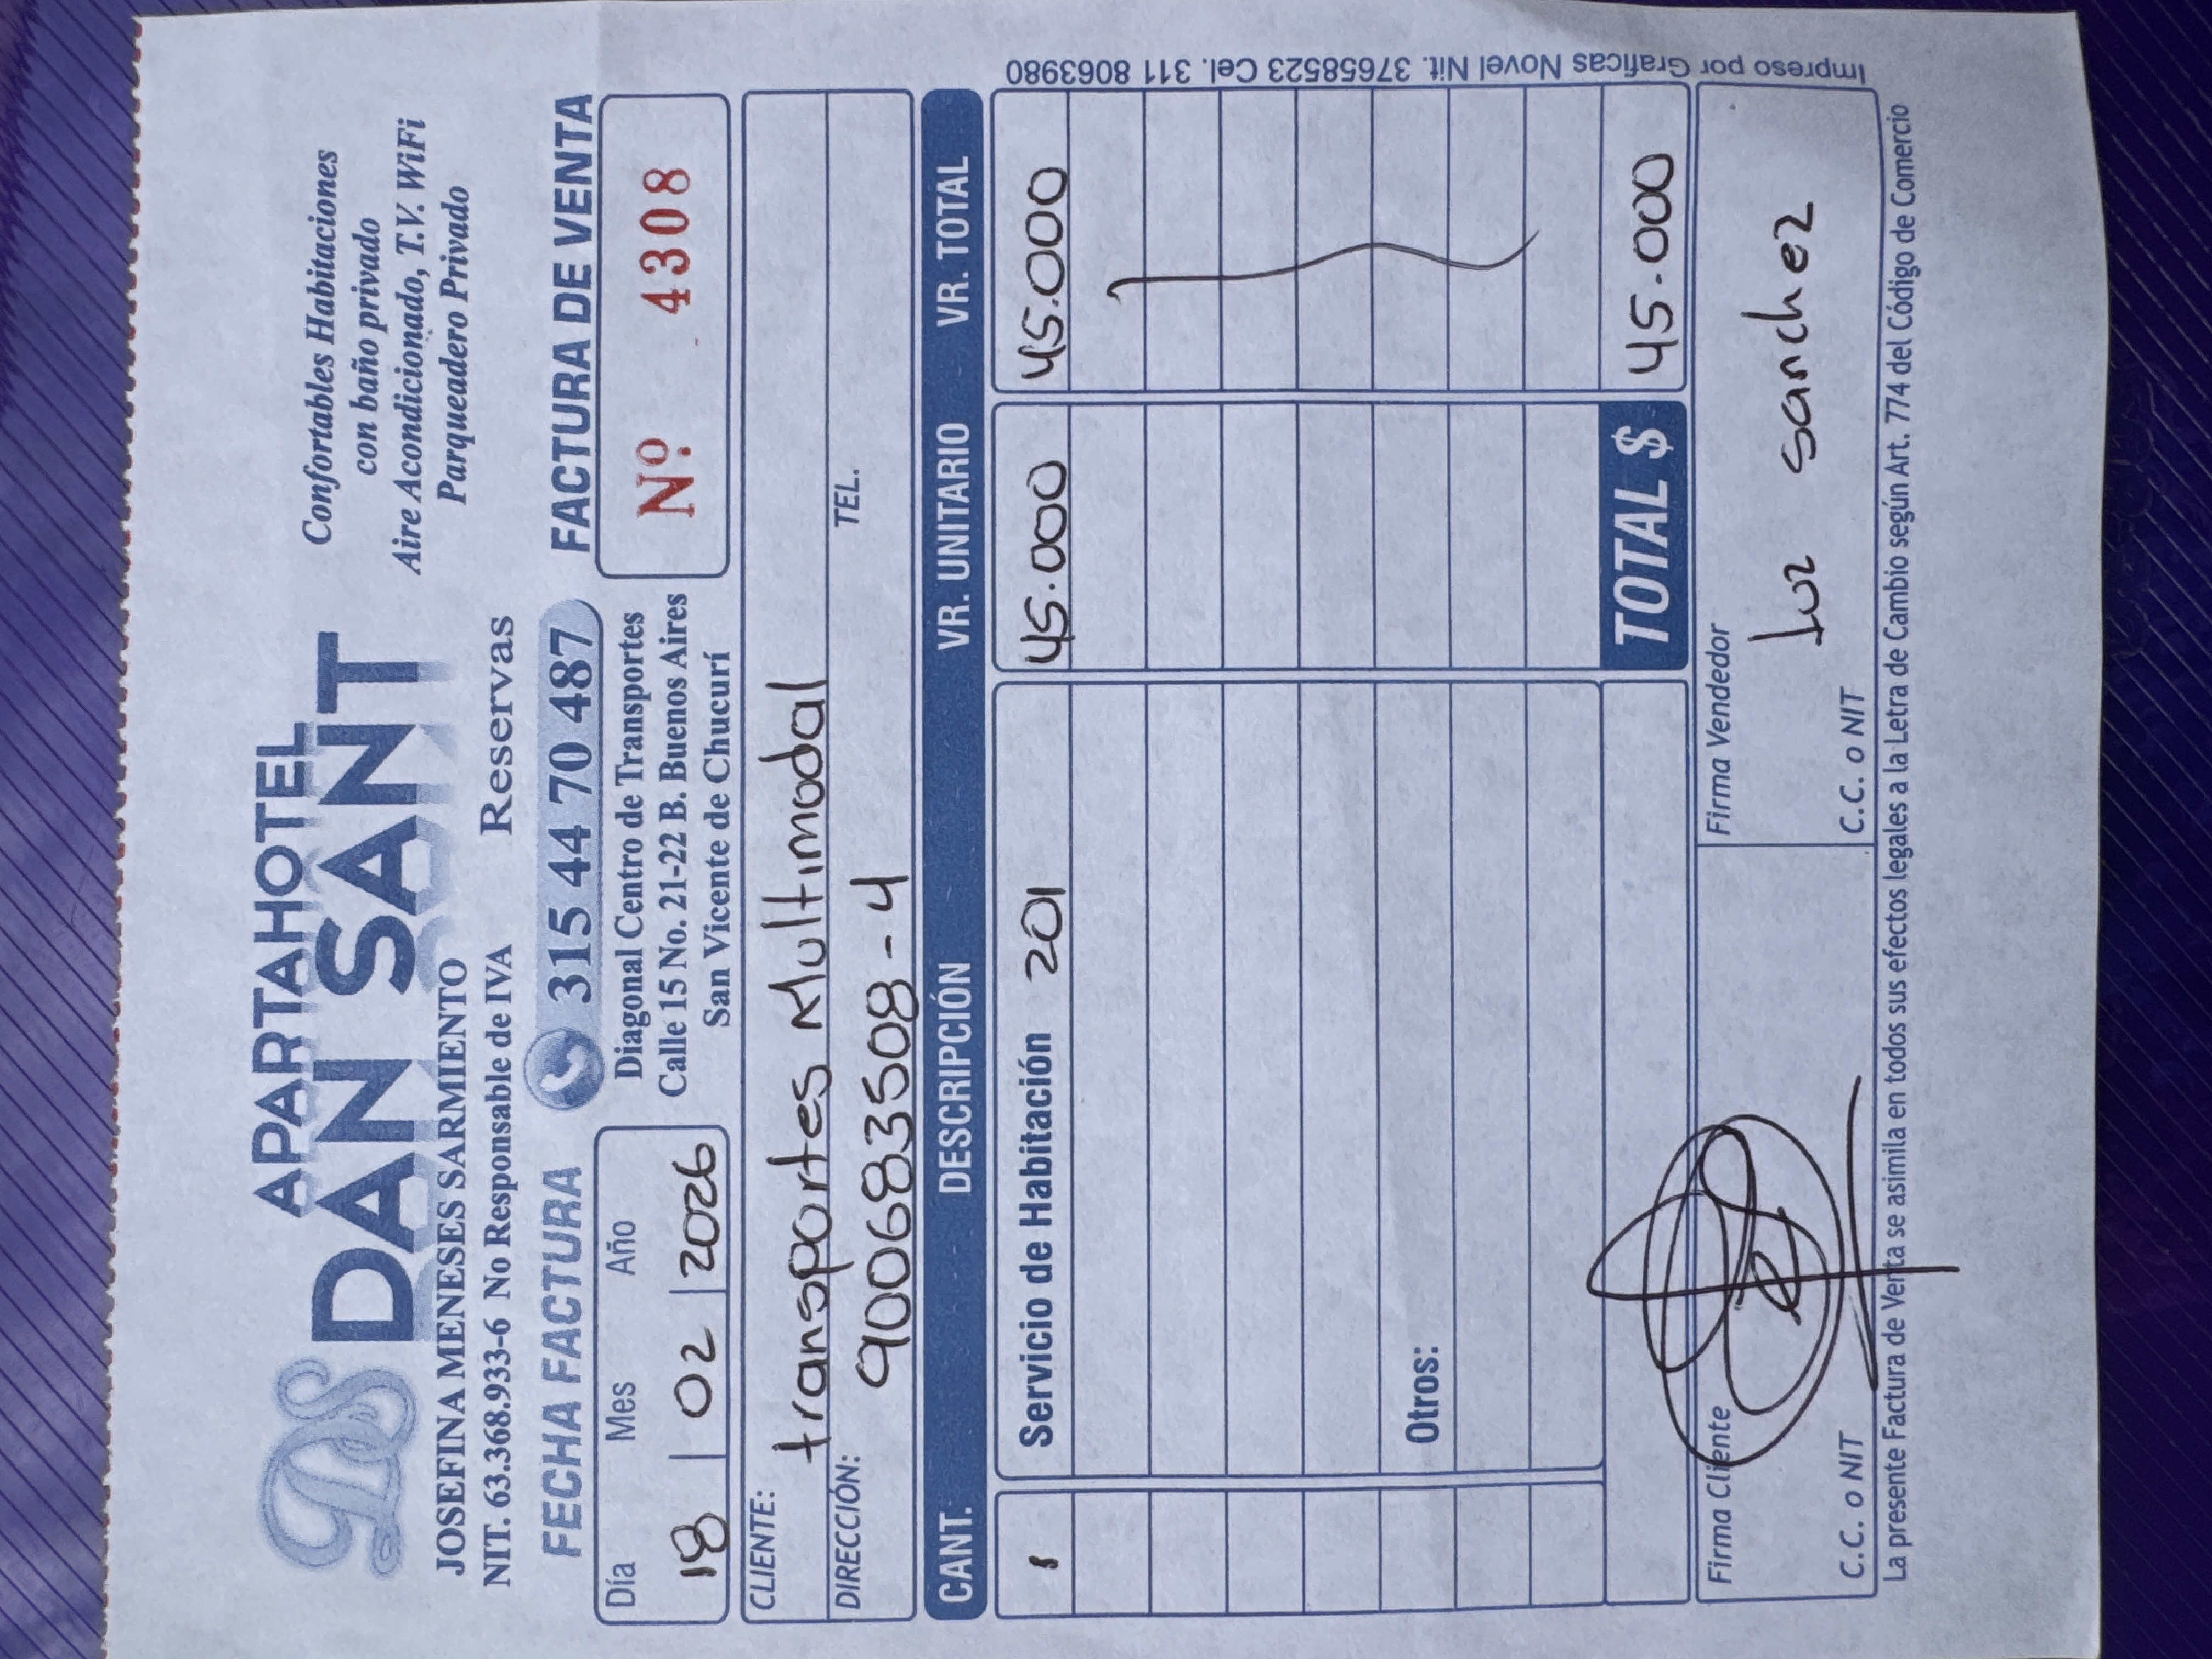 DS
APARTAHOTEL
DAN SANT
Confortables Habitaciones
con baño privado
Aire Acondicionado, T.V. WiFi
Parqueadero Privado
JOSEFINA MENESES SARMIENTO
NIT. 63.368.933-6 No Responsable de IVA
Reservas
315 44 70 487
FECHA FACTURA
Día Mes Año
18 02 2026
Diagonal Centro de Transportes
Calle 15 No. 21-22 B. Buenos Aires
San Vicente de Chucurí
FACTURA DE VENTA
Nº. 4308
CLIENTE: transportes Multimodal
DIRECCIÓN: 900683508-4 TEL.
CANT. DESCRIPCIÓN VR. UNITARIO VR. TOTAL
1 Servicio de Habitación 201 45.000 45.000
Otros:
TOTAL $ 45.000
Firma Cliente
C.C. o NIT
Firma Vendedor
Luz Sanchez
C.C. o NIT
La presente Factura de Venta se asimila en todos sus efectos legales a la Letra de Cambio según Art. 774 del Código de Comercio
Impreso por Graficas Novel Nit. 37658523 Cel. 311 8063980